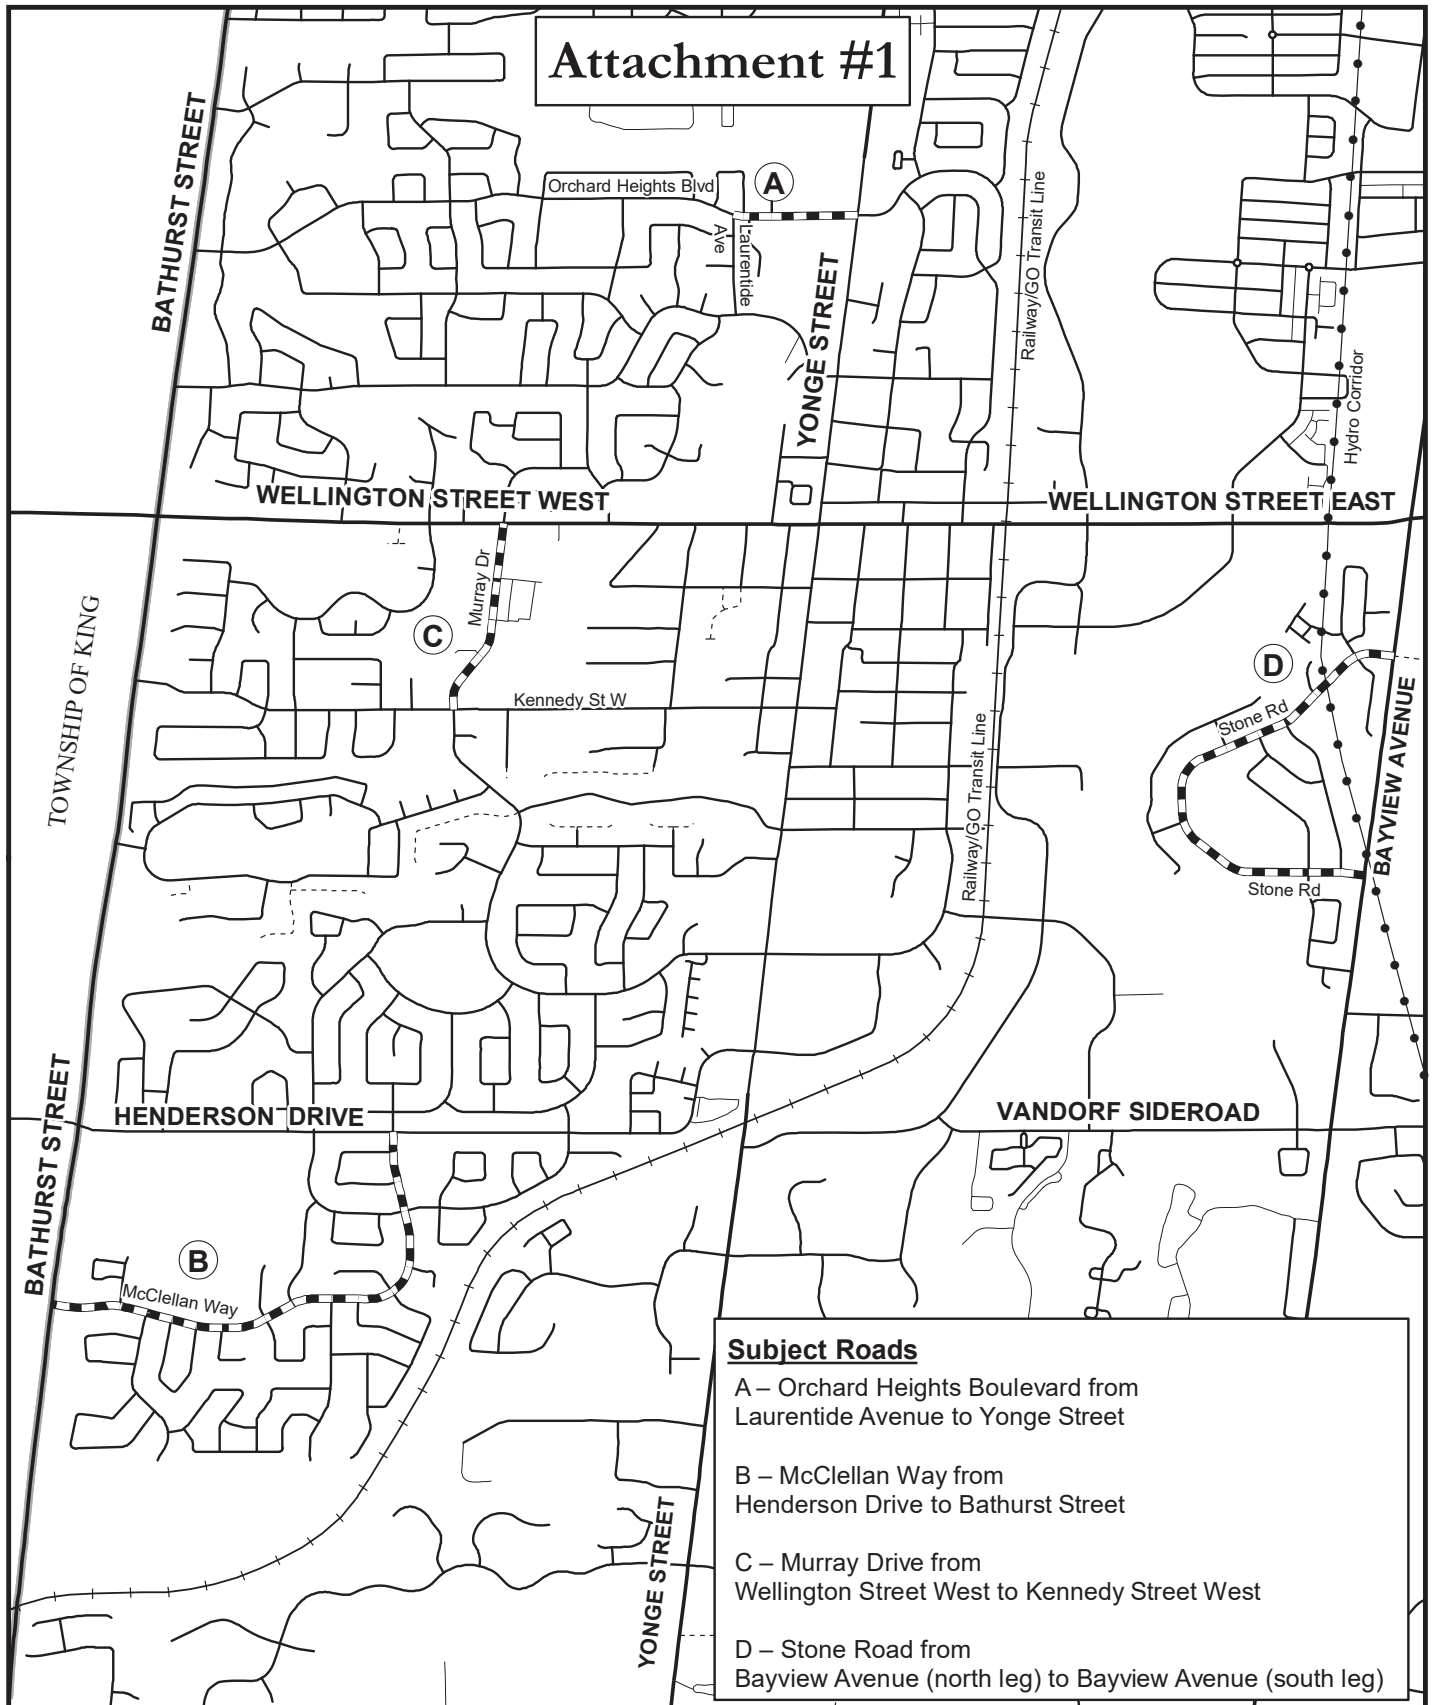 Attachment #1
BATHURST STREET
Orchard Heights Blvd
A
Laurentide
Ave
YONGE STREET
Railway/GO Transit Line
Hydro Corridor
WELLINGTON STREET WEST
WELLINGTON STREET EAST
TOWNSHIP OF KING
Murray Dr
C
Kennedy St W
D
Stone Rd
BAYVIEW AVENUE
Railway/GO Transit Line
Stone Rd
BATHURST STREET
HENDERSON DRIVE
VANDORF SIDEROAD
B
McClellan Way
YONGE STREET
Subject Roads
A – Orchard Heights Boulevard from
Laurentide Avenue to Yonge Street
B – McClellan Way from
Henderson Drive to Bathurst Street
C – Murray Drive from
Wellington Street West to Kennedy Street West
D – Stone Road from
Bayview Avenue (north leg) to Bayview Avenue (south leg)